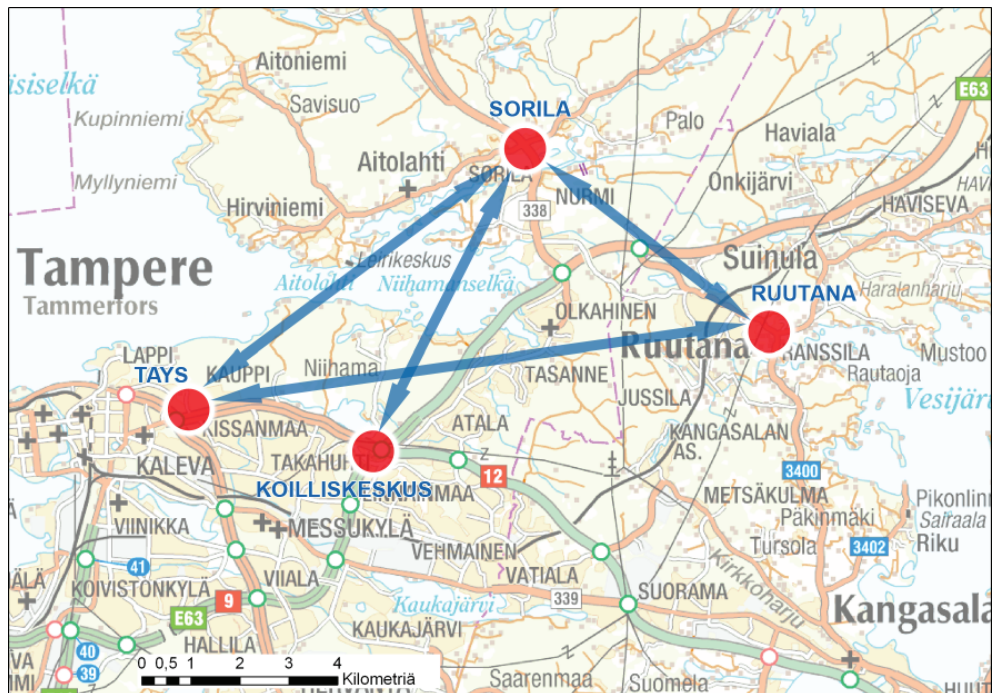 isiselkä
Aitoniemi
Savisuo
Kupinniemi
SORILA
Palo
E63
Haviala
Aitolahti
SORILA
Myllyniemi
Onkijärvi
NURMI
HAVI
HAVISEVA
Hirviniemi
338
Tampere
Tammerfors
Leirikeskus
Aitolahti
Niihamanselkä
Suinula
RUUTANA
Haralanharju
OLKAHINEN
LAPPI
TAYS
KAUPPI
Niihama
Ruutana
RANSSILA
Mustoo
Rautaoja
TASANNE
JUSSILA
Vesijärv
KISSANMAA
ATALA
KANGASALAN
AS.
KALEVA
TAKAHUHTI
KOILLISKESKUS
Z
12
3400
METSÄKULMA
Pakinmäki
Pikonlinn
Sairaala
Riku
VIINIKKA
MESSUKYLÄ
Tursola
3402
VEHMAINEN
41
VIIALA
VATIALA
Kirkkoharju
KOIVISTONKYLÄ
9
Kaukajärvi
339
SUORAMA
Kangasala
E63
HALLILA
KAUKAJÄRVI
40
39
0 0,5 1 2 3 4
Kilometriä
Saarenmaa
Suomela